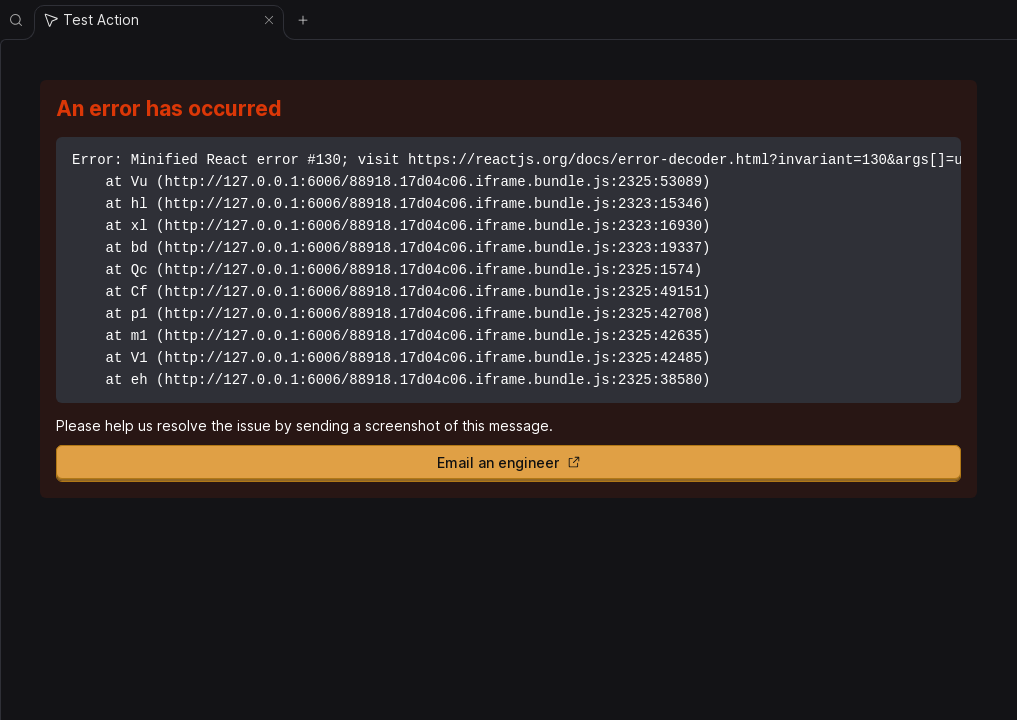 Test Action
An error has occurred
Error: Minified React error #130; visit https://reactjs.org/docs/error-decoder.html?invariant=130&args[]=u
at Vu (http://127.0.0.1:6006/88918.17d04c06.iframe.bundle.js:2325:53089)
at hl (http://127.0.0.1:6006/88918.17d04c06.iframe.bundle.js:2323:15346)
at xl (http://127.0.0.1:6006/88918.17d04c06.iframe.bundle.js:2323:16930)
at bd (http://127.0.0.1:6006/88918.17d04c06.iframe.bundle.js:2323:19337)
at Qc (http://127.0.0.1:6006/88918.17d04c06.iframe.bundle.js:2325:1574)
at Cf (http://127.0.0.1:6006/88918.17d04c06.iframe.bundle.js:2325:49151)
at p1 (http://127.0.0.1:6006/88918.17d04c06.iframe.bundle.js:2325:42708)
at m1 (http://127.0.0.1:6006/88918.17d04c06.iframe.bundle.js:2325:42635)
at V1 (http://127.0.0.1:6006/88918.17d04c06.iframe.bundle.js:2325:42485)
at eh (http://127.0.0.1:6006/88918.17d04c06.iframe.bundle.js:2325:38580)
Please help us resolve the issue by sending a screenshot of this message.
Email an engineer